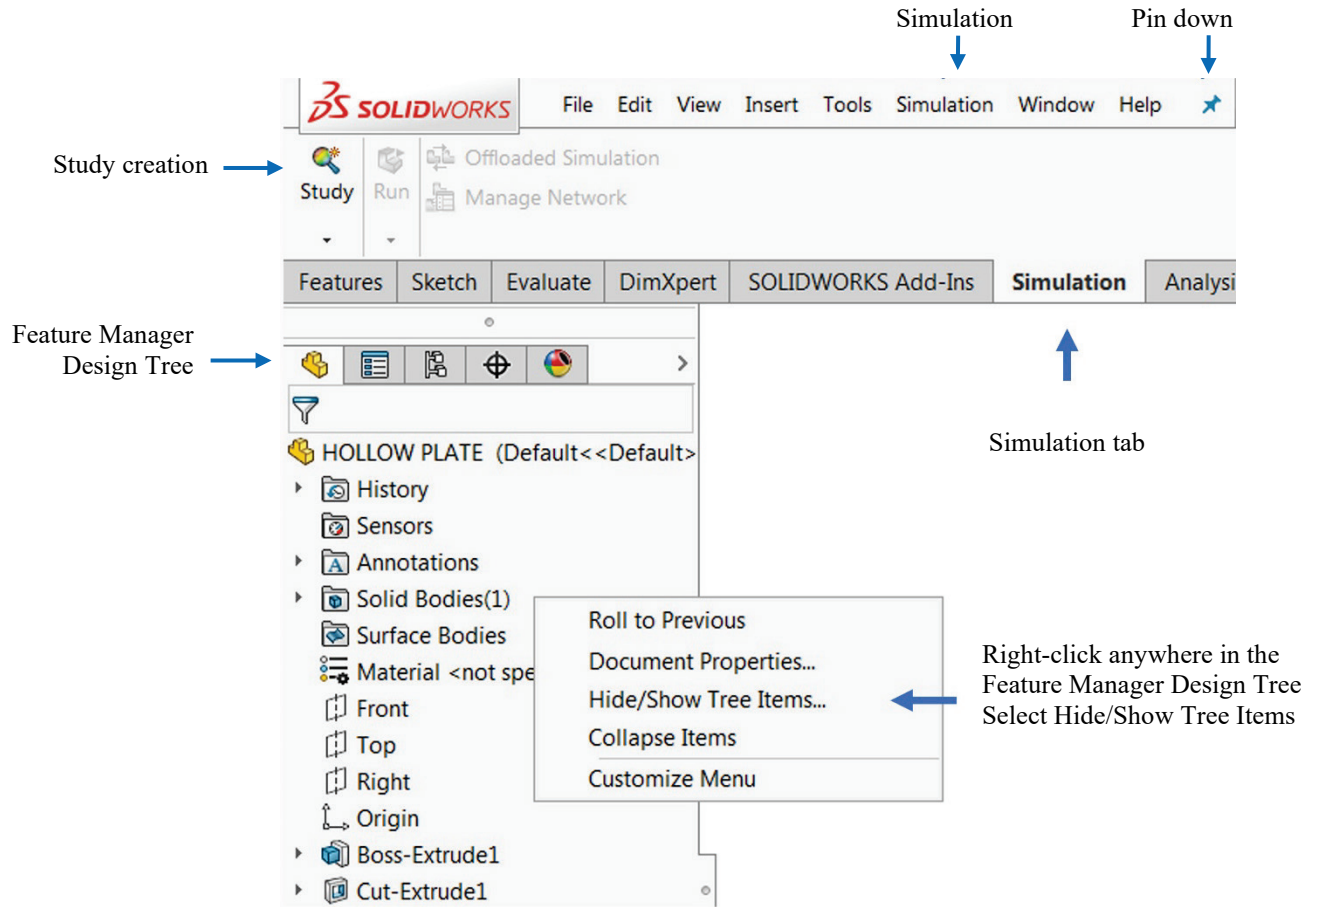 Simulation
Pin down
SOLIDWORKS
File Edit View Insert Tools Simulation Window Help
Study creation
Study
Run
Offloaded Simulation
Manage Network
Features Sketch Evaluate DimXpert SOLIDWORKS Add-Ins Simulation Analysi
Feature Manager
Design Tree
Simulation tab
HOLLOW PLATE (Default<<Default>
History
Sensors
Annotations
Solid Bodies(1)
Surface Bodies
Material <not spe
Front
Top
Right
Origin
Boss-Extrude1
Cut-Extrude1
Roll to Previous
Document Properties...
Hide/Show Tree Items...
Collapse Items
Customize Menu
Right-click anywhere in the
Feature Manager Design Tree
Select Hide/Show Tree Items